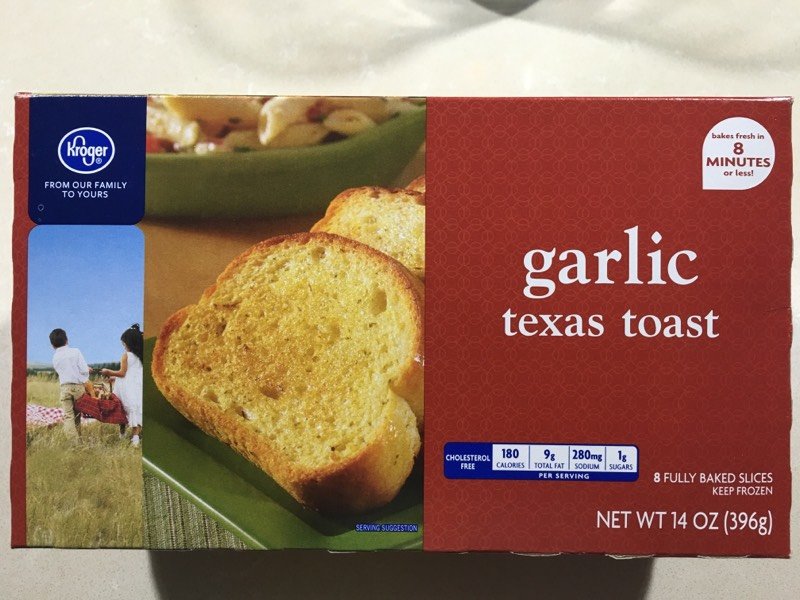 Kroger®
FROM OUR FAMILY
TO YOURS
bakes fresh in
8
MINUTES
or less!
garlic
texas toast
CHOLESTEROL
FREE
180
CALORIES
9g
TOTAL FAT
280mg
SODIUM
1g
SUGARS
PER SERVING
8 FULLY BAKED SLICES
KEEP FROZEN
NET WT 14 OZ (396g)
SERVING SUGGESTION